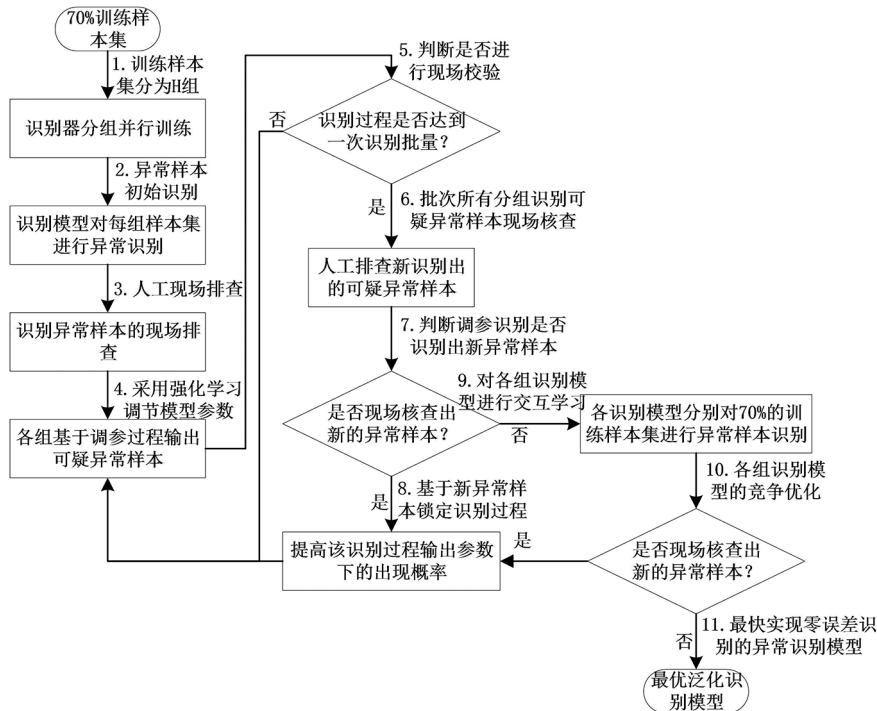 70%训练样
本集
1.训练样本
集分为H组
识别器分组并行训练
2.异常样本
初始识别
识别模型对每组样本集
进行异常识别
3.人工现场排查
识别异常样本的现场排
查
4.采用强化学习
调节模型参数
各组基于调参过程输出
可疑异常样本
5.判断是否进
行现场校验
识别过程是否达到
一次识别批量?
否
是
6.批次所有分组识别可
疑异常样本现场核查
人工排查新识别出
的可疑异常样本
7.判断调参识别是否
识别出新异常样本
是否现场核查出
新的异常样本?
9.对各组识别模
型进行交互学习
否
各识别模型分别对70%的训
练样本集进行异常样本识别
是
8.基于新异常样
本锁定识别过程
10.各组识别模
型的竞争优化
提高该识别过程输出参数
下的出现概率
是
是否现场核查出
新的异常样本?
否
11.最快实现零误差识
别的异常识别模型
最优泛化识
别模型